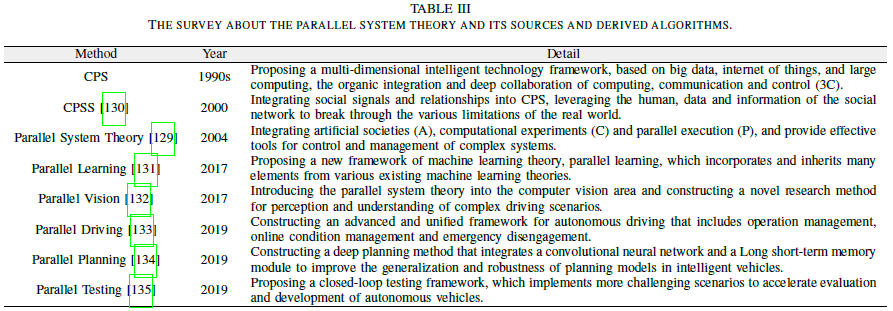 TABLE III
THE SURVEY ABOUT THE PARALLEL SYSTEM THEORY AND ITS SOURCES AND DERIVED ALGORITHMS.
Method Year Detail
CPS 1990s Proposing a multi-dimensional intelligent technology framework, based on big data, internet of things, and large
computing, the organic integration and deep collaboration of computing, communication and control (3C).
CPSS [130] 2000 Integrating social signals and relationships into CPS, leveraging the human, data and information of the social
network to break through the various limitations of the real world.
Parallel System Theory [129] 2004 Integrating artificial societies (A), computational experiments (C) and parallel execution (P), and provide effective
tools for control and management of complex systems.
Parallel Learning [131] 2017 Proposing a new framework of machine learning theory, parallel learning, which incorporates and inherits many
elements from various existing machine learning theories.
Parallel Vision [132] 2017 Introducing the parallel system theory into the computer vision area and constructing a novel research method
for perception and understanding of complex driving scenarios.
Parallel Driving [133] 2019 Constructing an advanced and unified framework for autonomous driving that includes operation management,
online condition management and emergency disengagement.
Parallel Planning [134] 2019 Constructing a deep planning method that integrates a convolutional neural network and a Long short-term memory
module to improve the generalization and robustness of planning models in intelligent vehicles.
Parallel Testing [135] 2019 Proposing a closed-loop testing framework, which implements more challenging scenarios to accelerate evaluation
and development of autonomous vehicles.